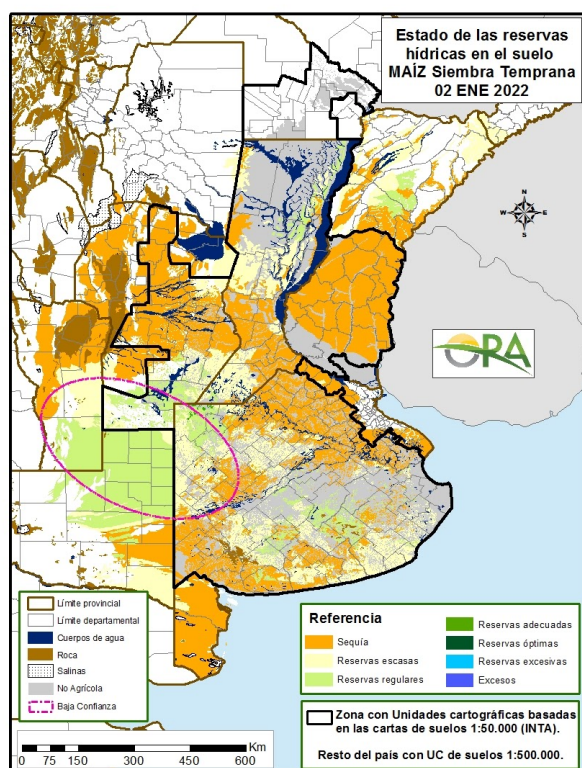 Estado de las reservas
hídricas en el suelo
MAÍZ Siembra Temprana
02 ENE 2022
N
W
E
S
ORA
Límite provincial
Límite departamental
Cuerpos de agua
Roca
Salinas
No Agrícola
Baja Confianza
0 75 150 300 450 600 Km
Referencia
Sequía
Reservas escasas
Reservas regulares
Reservas adecuadas
Reservas óptimas
Reservas excesivas
Excesos
Zona con Unidades cartográficas basadas
en las cartas de suelos 1:50.000 (INTA).
Resto del país con UC de suelos 1:500.000.